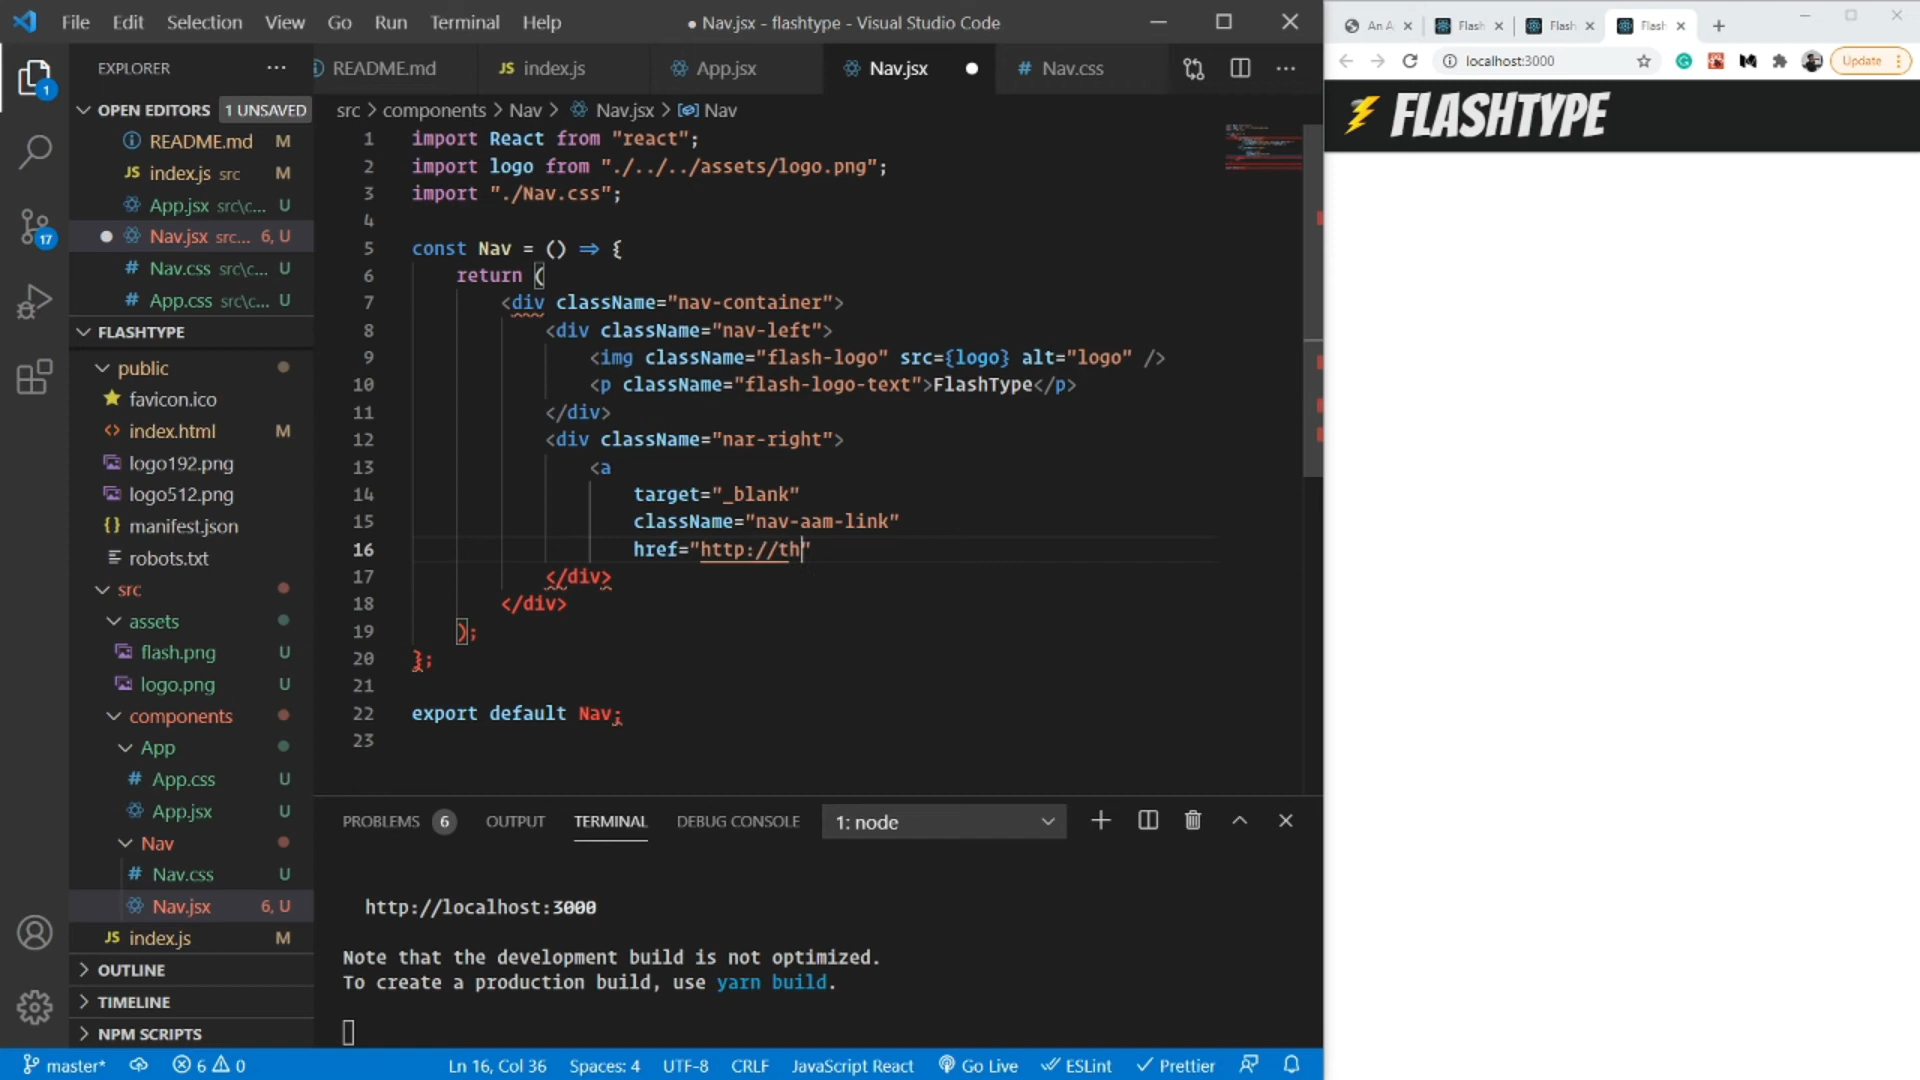 File Edit Selection View Go Run Terminal Help
● Nav.jsx - flashtype - Visual Studio Code
EXPLORER
OPEN EDITORS 1 UNSAVED
README.md M
index.js src M
App.jsx src\c... U
Nav.jsx src... 6, U
Nav.css src\c... U
App.css src\c... U
FLASHTYPE
public
favicon.ico
index.html M
logo192.png
logo512.png
manifest.json
robots.txt
src
assets
flash.png U
logo.png U
components
App
App.css U
App.jsx U
Nav
Nav.css U
Nav.jsx 6, U
index.js M
OUTLINE
TIMELINE
NPM SCRIPTS
1
17
README.md index.js App.jsx Nav.jsx Nav.css
src > components > Nav > Nav.jsx > Nav
1 import React from "react";
2 import logo from "./../../assets/logo.png";
3 import "./Nav.css";
4
5 const Nav = () => {
6 return (
7 <div className="nav-container">
8 <div className="nav-left">
9 <img className="flash-logo" src={logo} alt="logo" />
10 <p className="flash-logo-text">FlashType</p>
11 </div>
12 <div className="nar-right">
13 <a
14 target="_blank"
15 className="nav-aam-link"
16 href="http://th"
17 </div>
18 </div>
19 );
20 };
21
22 export default Nav;
23
PROBLEMS 6 OUTPUT TERMINAL DEBUG CONSOLE 1: node
http://localhost:3000
Note that the development build is not optimized.
To create a production build, use yarn build.
master* 6 0 Ln 16, Col 36 Spaces: 4 UTF-8 CRLF JavaScript React Go Live ESLint Prettier
An A Flash Flash Flash
localhost:3000 Update
FLASHTYPE